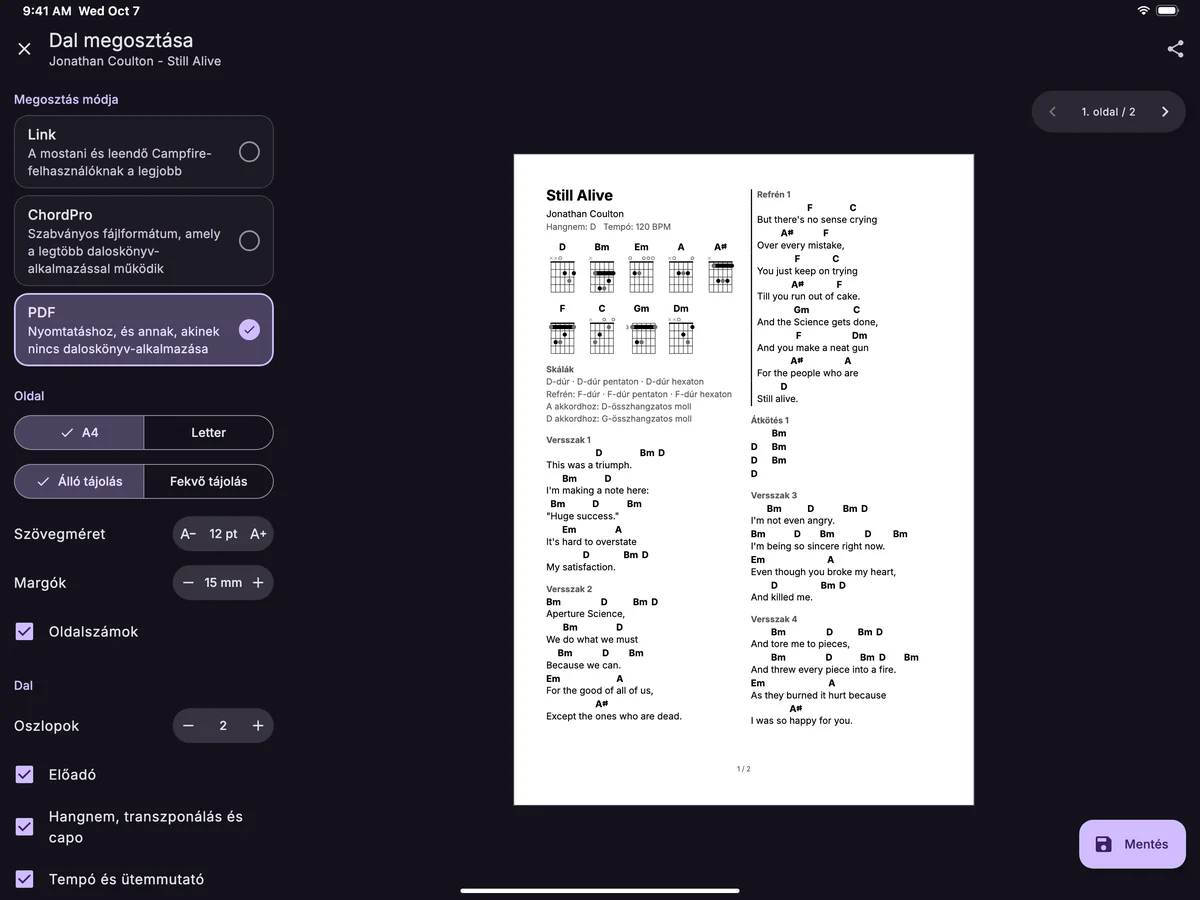 9:41 AM Wed Oct 7
Dal megosztása
Jonathan Coulton - Still Alive
Megosztás módja
Link
A mostani és leendő Campfire-
felhasználóknak a legjobb
ChordPro
Szabványos fájlformátum, amely
a legtöbb daloskönyv-
alkalmazással működik
PDF
Nyomtatáshoz, és annak, akinek
nincs daloskönyv-alkalmazása
Oldal
A4 Letter
Álló tájolás Fekvő tájolás
Szövegméret A- 12 pt A+
Margók − 15 mm +
Oldalszámok
Dal
Oszlopok − 2 +
Előadó
Hangnem, transzponálás és
capo
Tempó és ütemmutató
1. oldal / 2
Still Alive
Jonathan Coulton
Hangnem: D Tempó: 120 BPM
D Bm Em A A#
F C Gm Dm
3
Skálák
D-dúr · D-dúr pentaton · D-dúr hexaton
Refrén: F-dúr · F-dúr pentaton · F-dúr hexaton
A akkordhoz: D-összhangzatos moll
D akkordhoz: G-összhangzatos moll
Versszak 1
D Bm D
This was a triumph.
Bm D
I'm making a note here:
Bm D Bm
"Huge success."
Em A
It's hard to overstate
D Bm D
My satisfaction.
Versszak 2
Bm D Bm D
Aperture Science,
Bm D
We do what we must
Bm D Bm
Because we can.
Em A
For the good of all of us,
A#
Except the ones who are dead.
Refrén 1
F C
But there's no sense crying
A# F
Over every mistake,
F C
You just keep on trying
A# F
Till you run out of cake.
Gm C
And the Science gets done,
F Dm
And you make a neat gun
A# A
For the people who are
D
Still alive.
Átkötés 1
Bm
D Bm
D Bm
D
Versszak 3
Bm D Bm D
I'm not even angry.
Bm D Bm D Bm
I'm being so sincere right now.
Em A
Even though you broke my heart,
D Bm D
And killed me.
Versszak 4
Bm D Bm D
And tore me to pieces,
Bm D Bm D Bm
And threw every piece into a fire.
Em A
As they burned it hurt because
A#
I was so happy for you.
1 / 2
Mentés